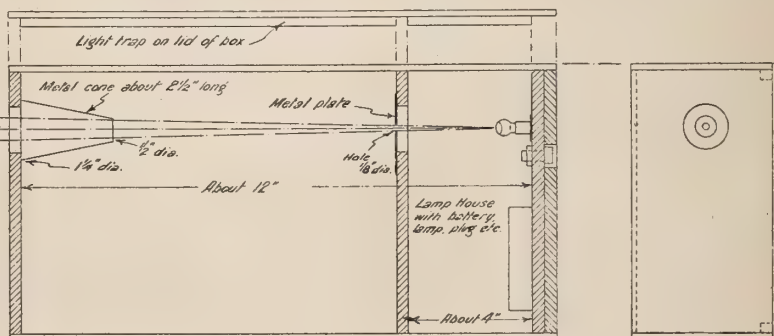 Light trap on lid of box
Metal cone about 2½" long
Metal plate
½" dia.
1¼" dia.
Hole
⅛" dia.
About 12"
Lamp House
with battery,
lamp, plug etc.
About 4"